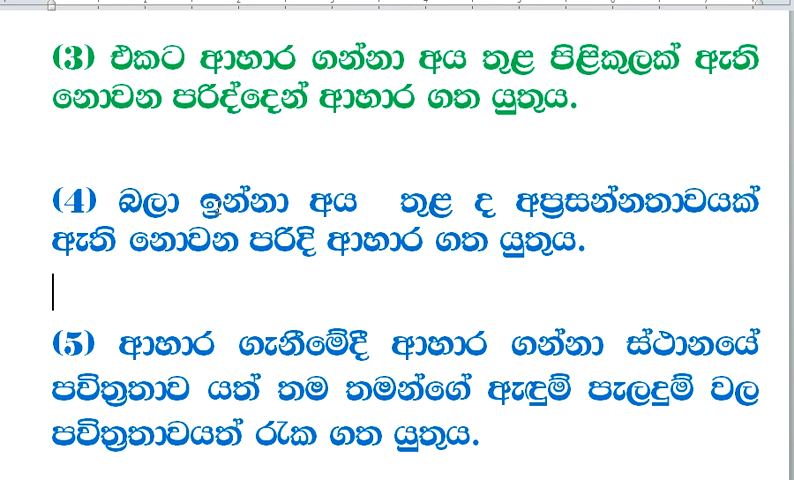 (3) එකට ආහාර ගන්නා අය තුළ පිළිකුලක් ඇති
නොවන පරිද්දෙන් ආහාර ගත යුතුය.
(4) බලා ඉන්නා අය තුළ ද අප්‍රසන්නතාවයක්
ඇති නොවන පරිදි ආහාර ගත යුතුය.
(5) ආහාර ගැනීමේදී ආහාර ගන්නා ස්ථානයේ
පවිත්‍රතාව යත් තම තමන්ගේ ඇඳුම් පැලඳුම් වල
පවිත්‍රතාවයත් රැක ගත යුතුය.